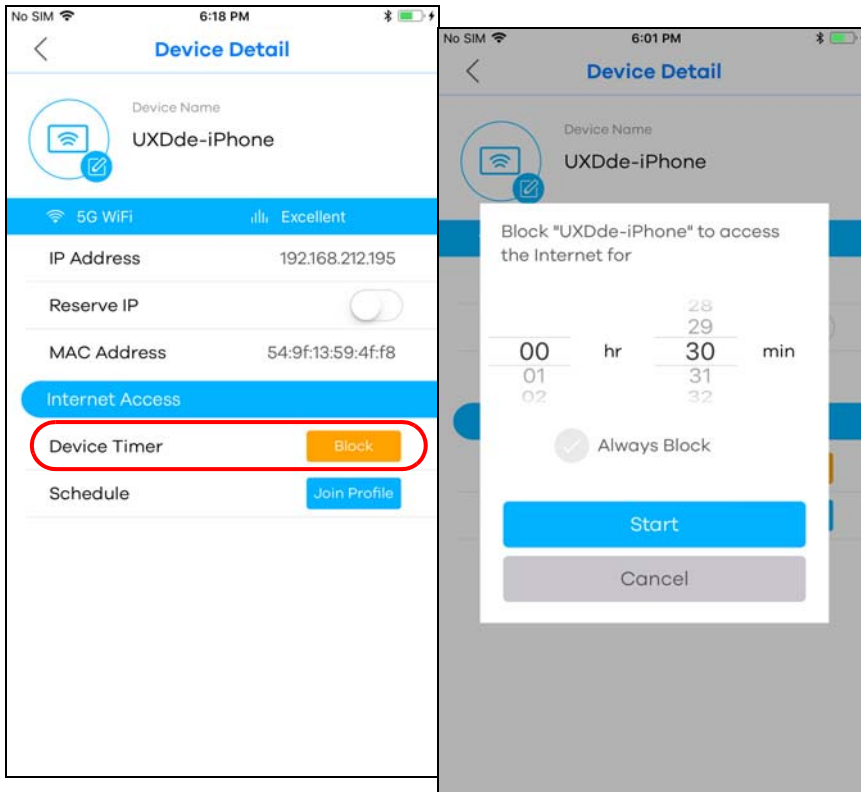 No SIM 6:18 PM
Device Detail
Device Name
UXDde-iPhone
5G WiFi Excellent
IP Address 192.168.212.195
Reserve IP
MAC Address 54:9f:13:59:4f:f8
Internet Access
Device Timer Block
Schedule Join Profile
No SIM 6:01 PM
Device Detail
Device Name
UXDde-iPhone
Block "UXDde-iPhone" to access
the Internet for
28
29
00 hr 30 min
01 31
02 32
Always Block
Start
Cancel